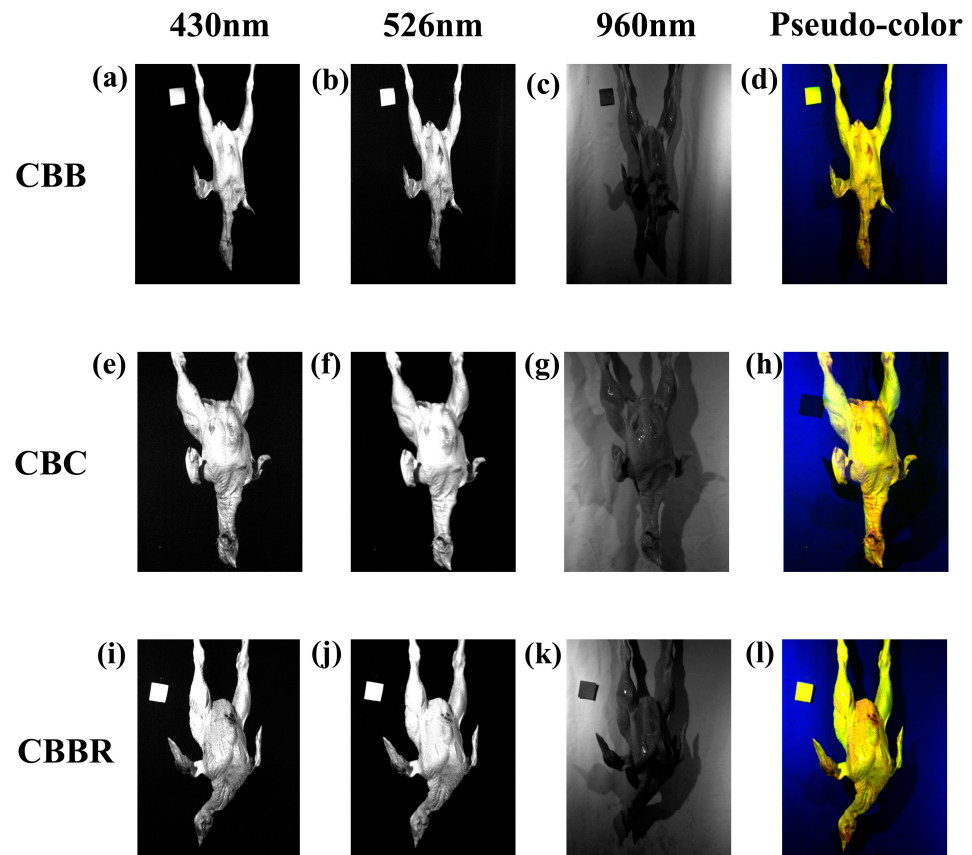 430nm 526nm 960nm Pseudo-color
(a) (b) (c) (d)
CBB
(e) (f) (g) (h)
CBC
(i) (j) (k) (l)
CBBR